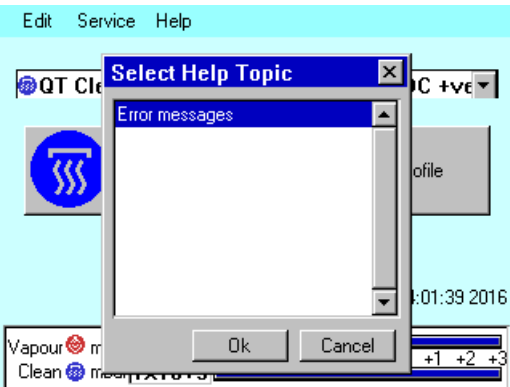 Edit Service Help
Select Help Topic
QT Cle
C +ve
Error messages
ofile
:01:39 2016
Ok Cancel
Vapour m
+1 +2 +3
Clean mbar